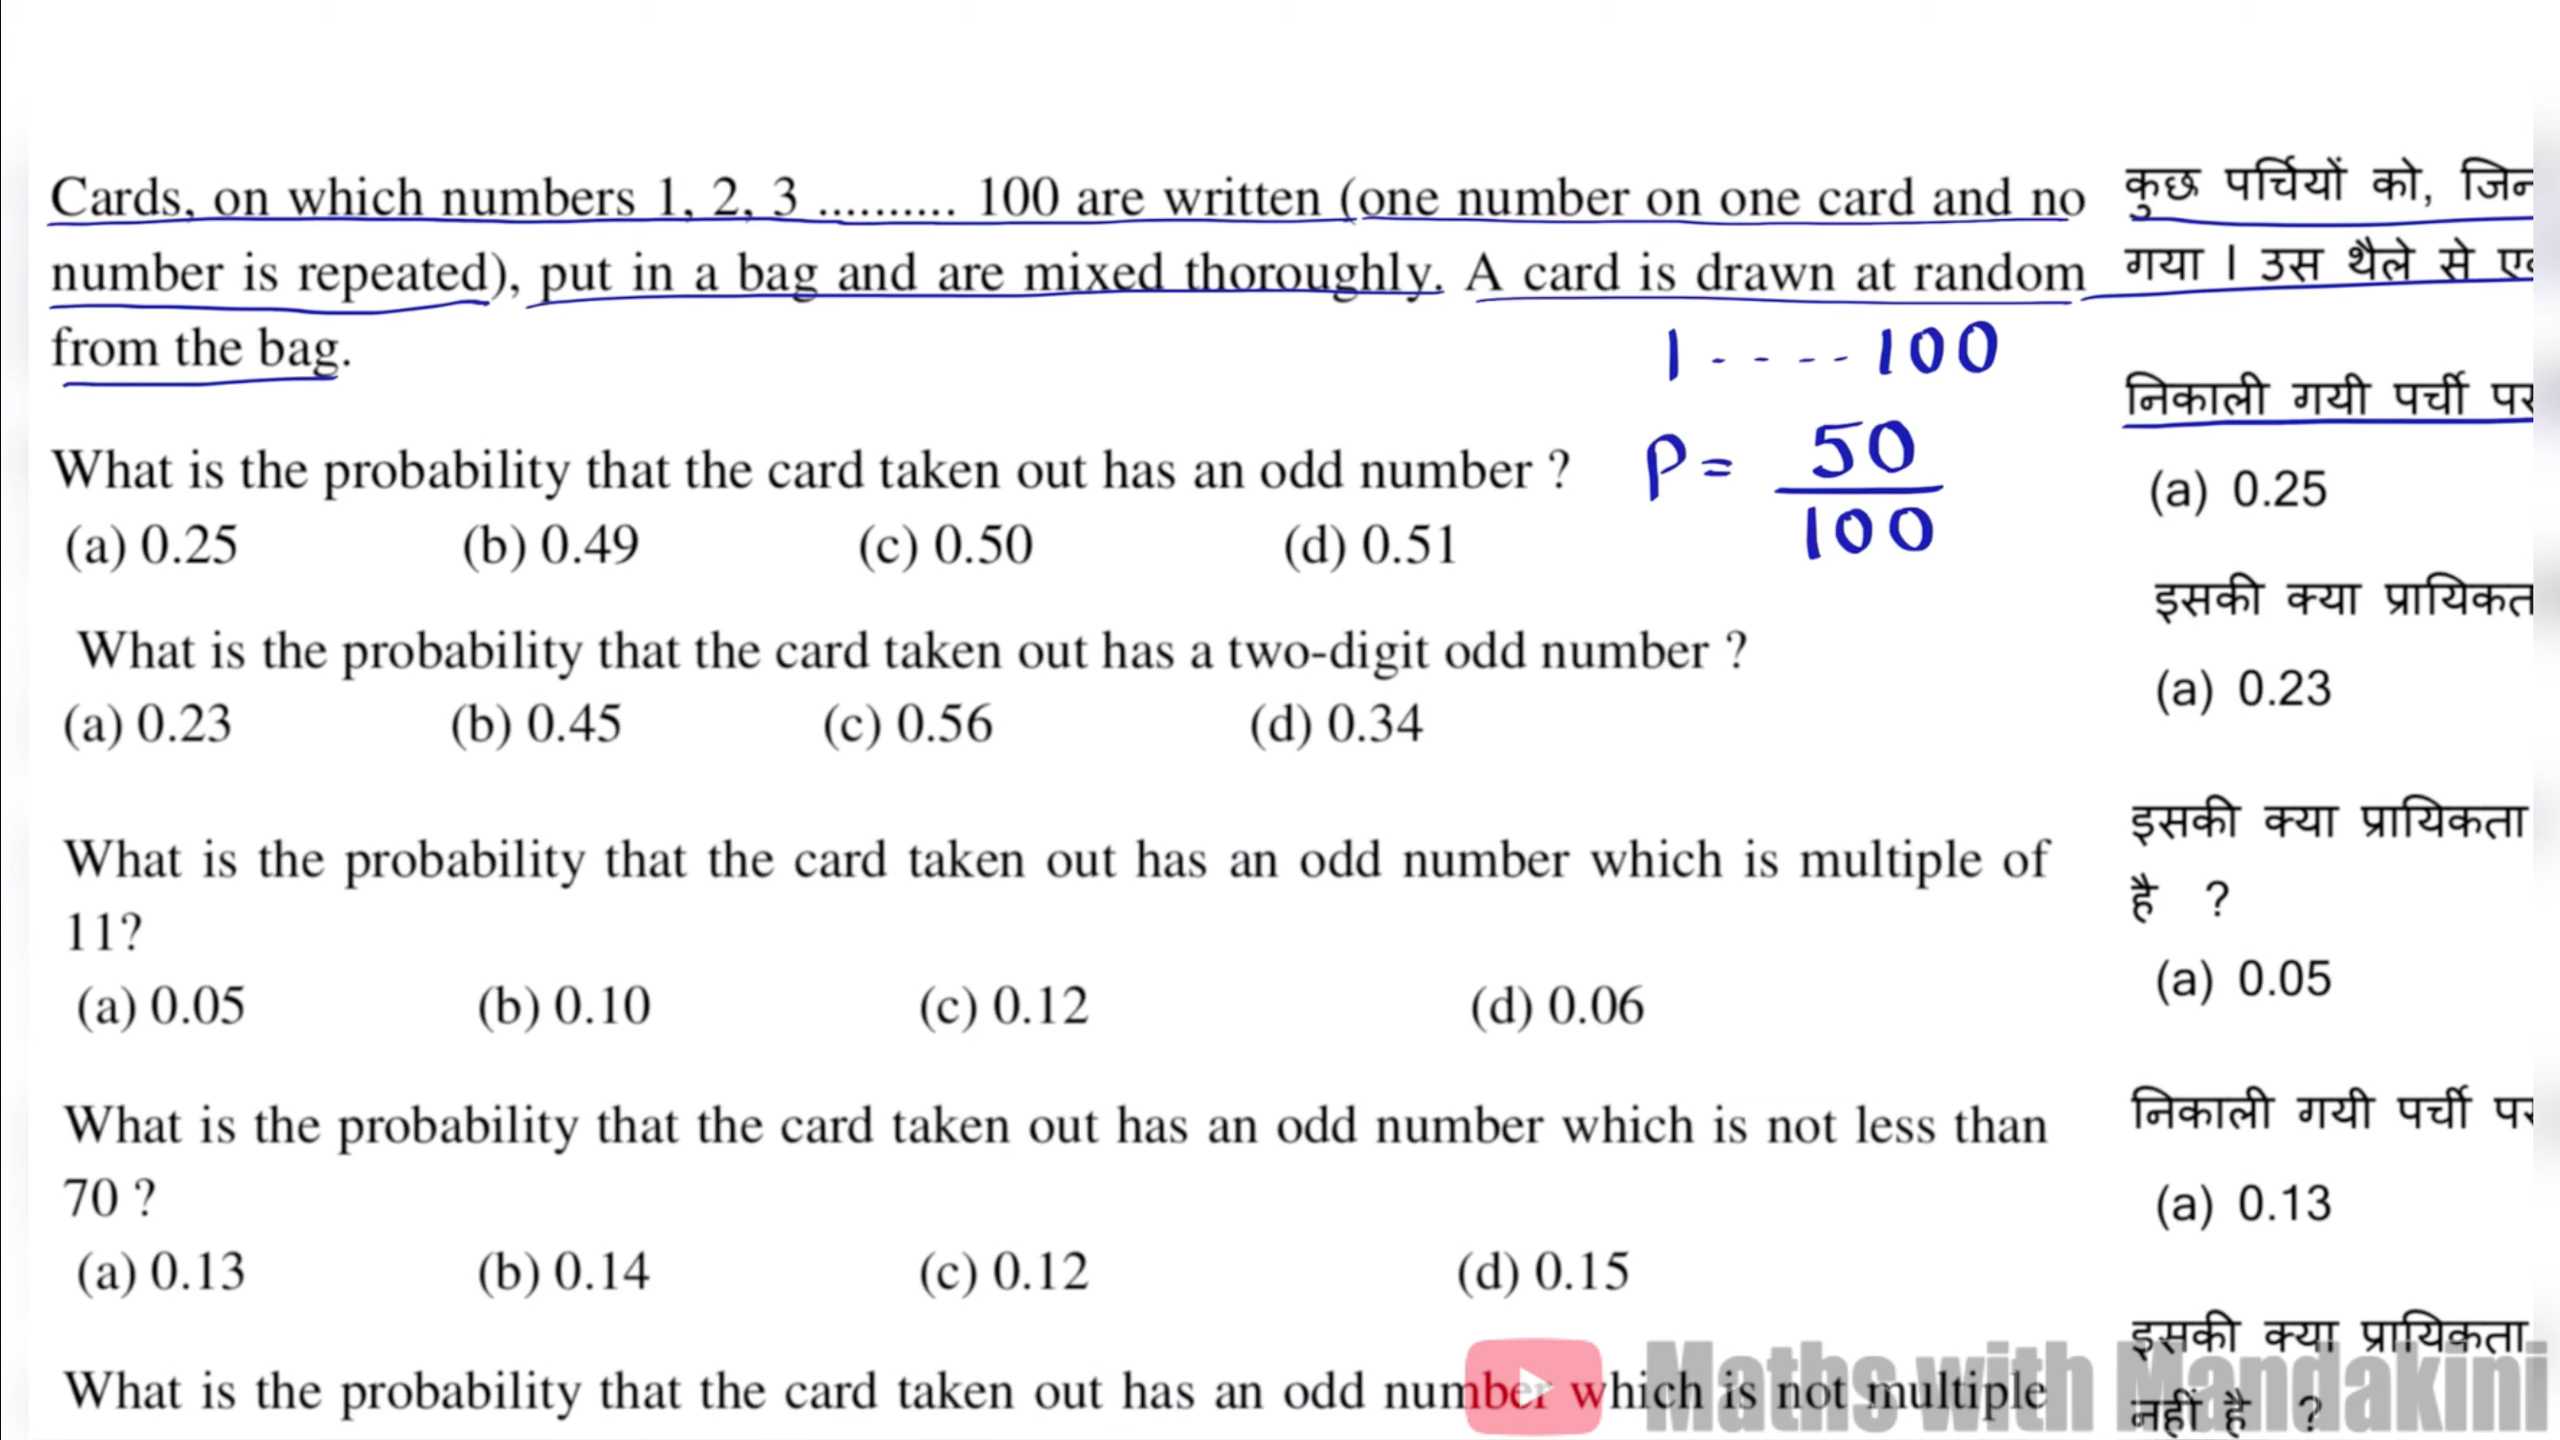 Cards, on which numbers 1, 2, 3 .......... 100 are written (one number on one card and no
number is repeated), put in a bag and are mixed thoroughly. A card is drawn at random
from the bag.
1 - - - - 100
What is the probability that the card taken out has an odd number ?
P = 50
100
(a) 0.25 (b) 0.49 (c) 0.50 (d) 0.51
What is the probability that the card taken out has a two-digit odd number ?
(a) 0.23 (b) 0.45 (c) 0.56 (d) 0.34
What is the probability that the card taken out has an odd number which is multiple of
11?
(a) 0.05 (b) 0.10 (c) 0.12 (d) 0.06
What is the probability that the card taken out has an odd number which is not less than
70 ?
(a) 0.13 (b) 0.14 (c) 0.12 (d) 0.15
What is the probability that the card taken out has an odd number which is not multiple
कुछ पर्चियों को,
गया । उस थैले से
निकाली गयी पर्ची
(a) 0.25
इसकी क्या
(a) 0.23
इसकी क्या प्रायिकता
है ?
(a) 0.05
निकाली गयी पर्ची
(a) 0.13
इसकी क्या प्रायिकता
नहीं है ?
Maths with Mandakini